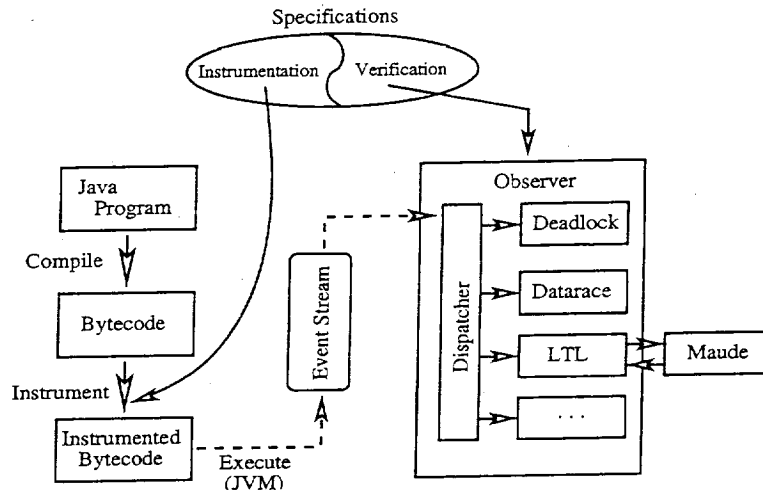 Specifications
Instrumentation
Verification
Java
Program
Compile
Bytecode
Instrument
Instrumented
Bytecode
Execute
(JVM)
Event Stream
Observer
Dispatcher
Deadlock
Datarace
LTL
. . .
Maude